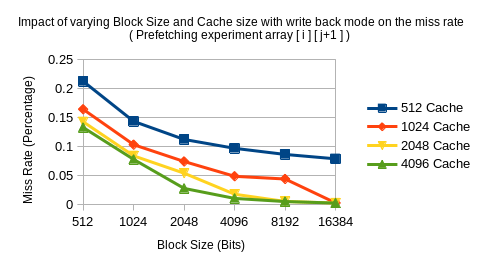 Impact of varying Block Size and Cache size with write back mode on the miss rate
( Prefetching experiment array [ i ] [ j+1 ] )
Miss Rate (Percentage)
0.25
0.2
0.15
0.1
0.05
0
512 1024 2048 4096 8192 16384
Block Size (Bits)
512 Cache
1024 Cache
2048 Cache
4096 Cache